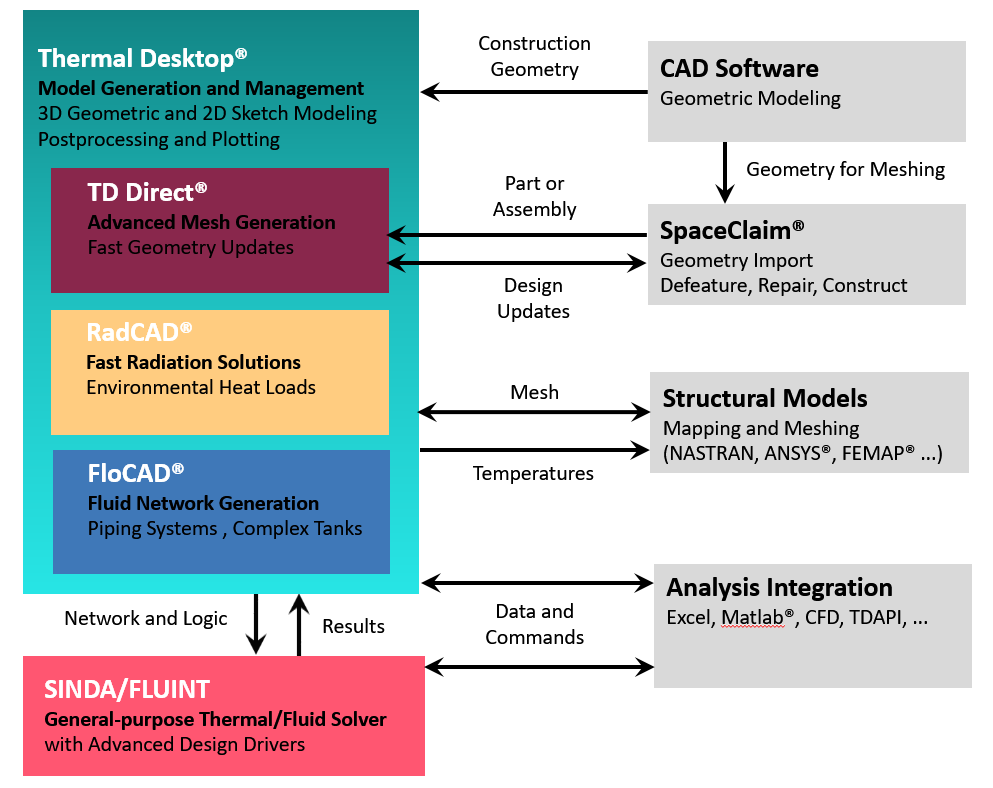 Thermal Desktop®
Model Generation and Management
3D Geometric and 2D Sketch Modeling
Postprocessing and Plotting
TD Direct®
Advanced Mesh Generation
Fast Geometry Updates
RadCAD®
Fast Radiation Solutions
Environmental Heat Loads
FloCAD®
Fluid Network Generation
Piping Systems , Complex Tanks
Network and Logic
Results
SINDA/FLUINT
General-purpose Thermal/Fluid Solver
with Advanced Design Drivers
Construction
Geometry
Part or
Assembly
Design
Updates
Mesh
Temperatures
Data and
Commands
CAD Software
Geometric Modeling
Geometry for Meshing
SpaceClaim®
Geometry Import
Defeature, Repair, Construct
Structural Models
Mapping and Meshing
(NASTRAN, ANSYS®, FEMAP® ...)
Analysis Integration
Excel, Matlab®, CFD, TDAPI, ...